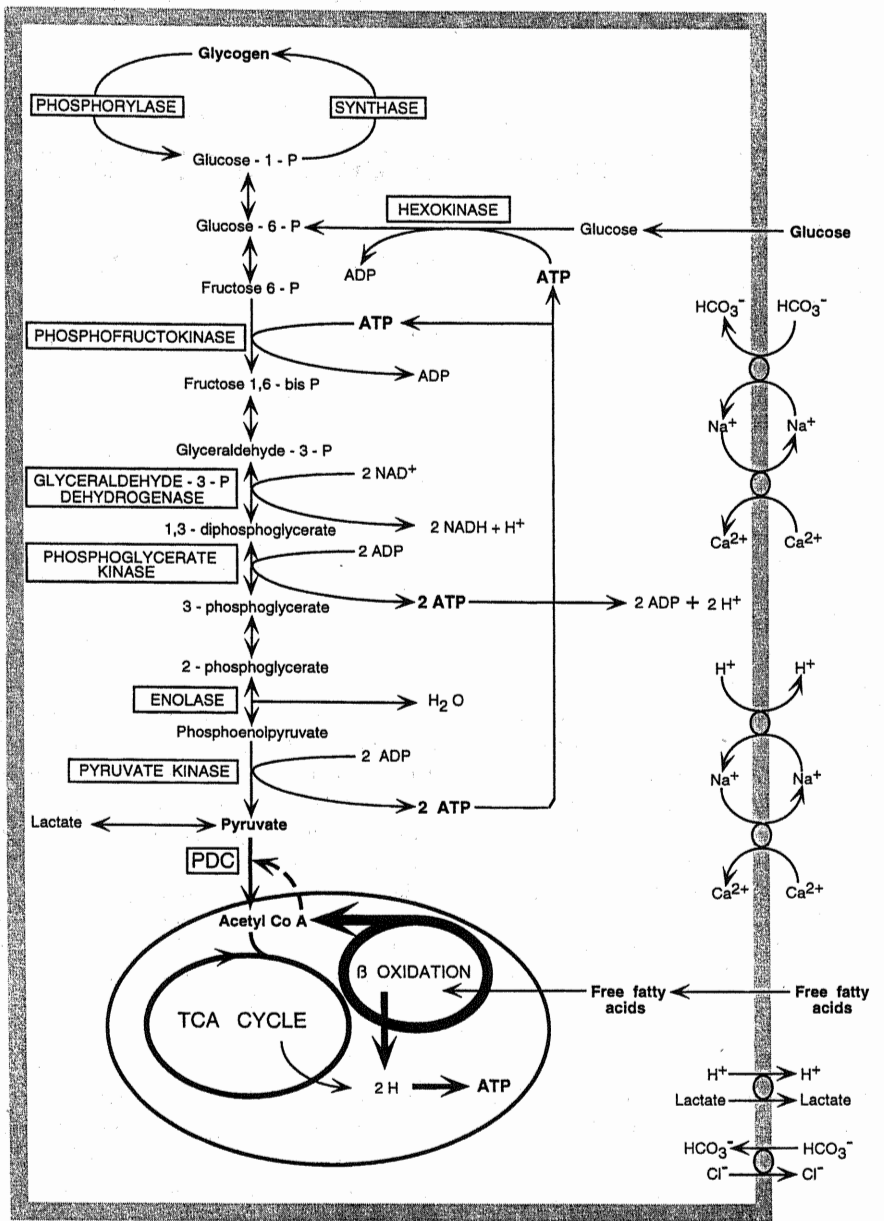 Glycogen
PHOSPHORYLASE
SYNTHASE
Glucose - 1 - P
HEXOKINASE
Glucose - 6 - P
Glucose
Glucose
ADP
ATP
Fructose 6 - P
HCO₃⁻
HCO₃⁻
ATP
PHOSPHOFRUCTOKINASE
ADP
Fructose 1,6 - bis P
Na⁺
Na⁺
Glyceraldehyde - 3 - P
2 NAD⁺
GLYCERALDEHYDE - 3 - P
DEHYDROGENASE
1,3 - diphosphoglycerate
2 NADH + H⁺
Ca²⁺
Ca²⁺
2 ADP
PHOSPHOGLYCERATE
KINASE
3 - phosphoglycerate
2 ATP
2 ADP + 2 H⁺
2 - phosphoglycerate
H⁺
H⁺
ENOLASE
H₂O
Phosphoenolpyruvate
2 ADP
PYRUVATE KINASE
Na⁺
Na⁺
2 ATP
Lactate
Pyruvate
PDC
Ca²⁺
Ca²⁺
Acetyl Co A
ß OXIDATION
Free fatty
acids
Free fatty
acids
TCA CYCLE
2 H
ATP
H⁺
H⁺
Lactate
Lactate
HCO₃⁻
HCO₃⁻
Cl⁻
Cl⁻